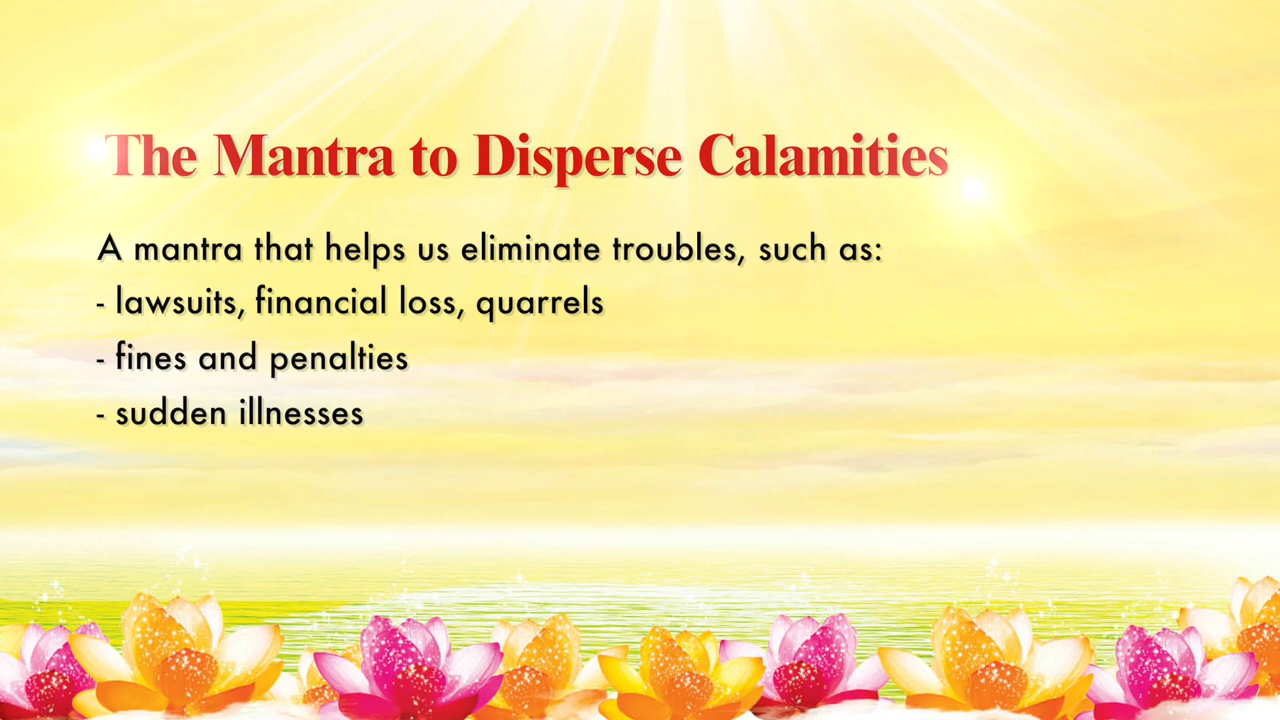 The Mantra to Disperse Calamities
A mantra that helps us eliminate troubles, such as:
- lawsuits, financial loss, quarrels
- fines and penalties
- sudden illnesses